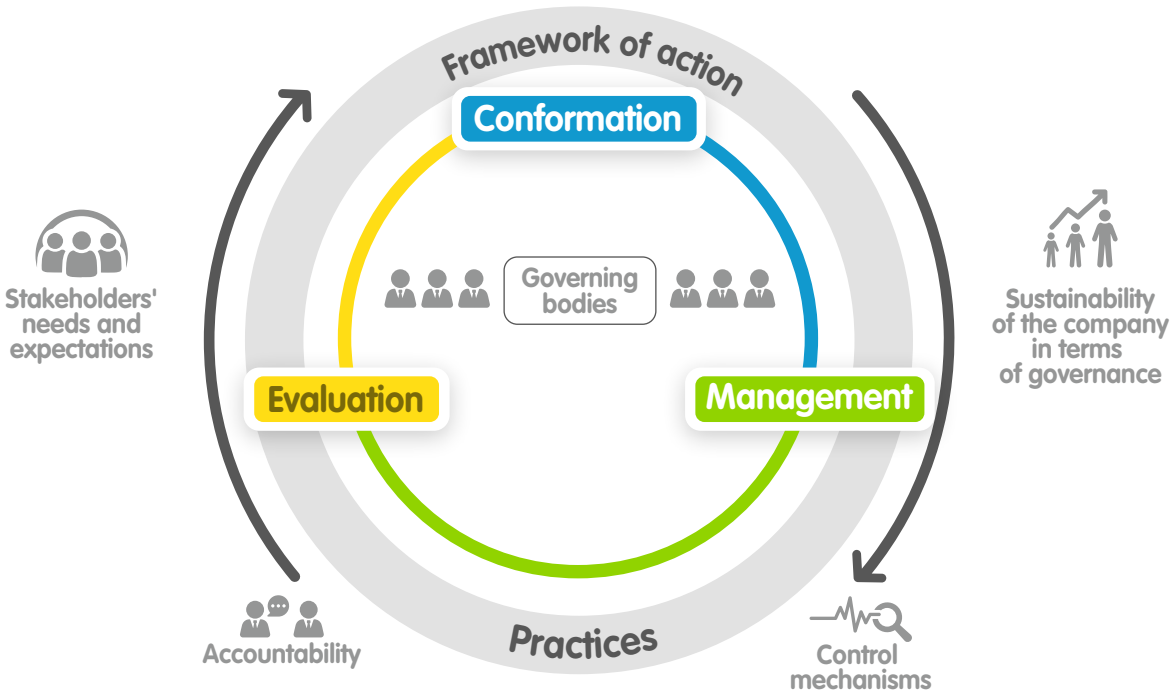 Framework of action
Conformation
Governing
bodies
Stakeholders'
needs and
expectations
Sustainability
of the company
in terms
of governance
Evaluation
Management
Practices
Accountability
Control
mechanisms